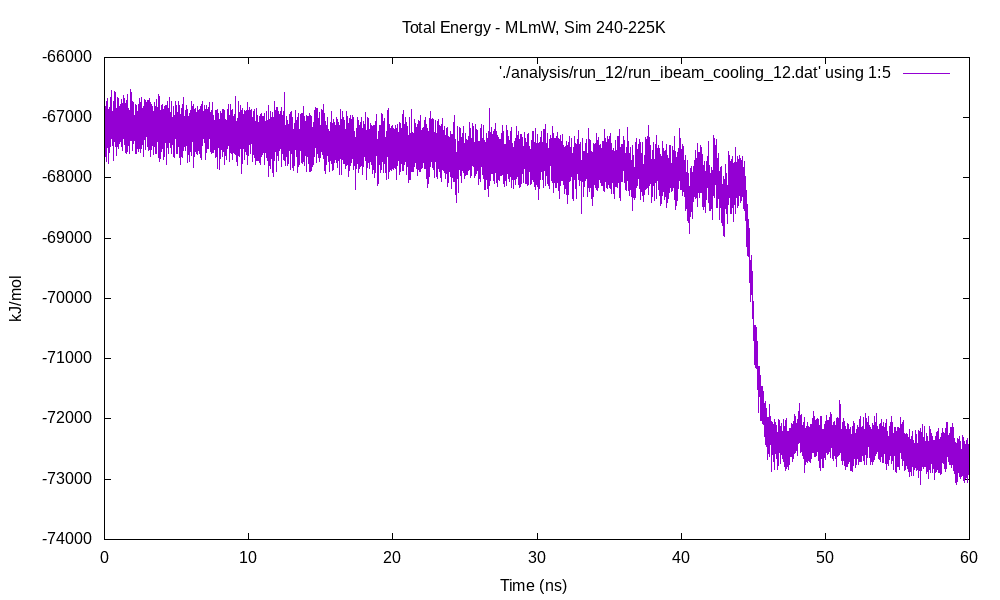 Total Energy - MLmW, Sim 240-225K
'./analysis/run_12/run_ibeam_cooling_12.dat' using 1:5
-66000
-67000
-68000
-69000
-70000
-71000
-72000
-73000
-74000
kJ/mol
0 10 20 30 40 50 60
Time (ns)